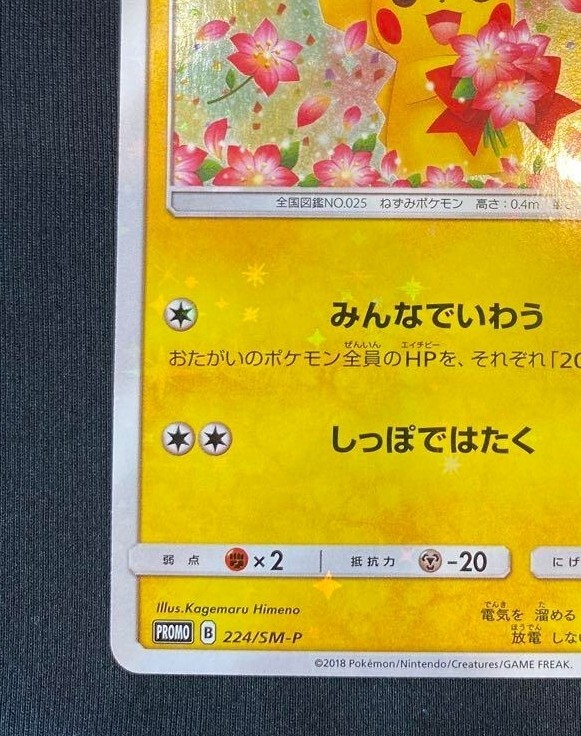 全国図鑑NO.025 ねずみポケモン 高さ:0.4m
みんなでいわう
ぜんいん エイチピー
おたがいのポケモン全員のHPを、それぞれ「20
しっぽではたく
弱点 ×2 抵抗力 -20 にげ
Illus.Kagemaru Himeno
でんき た
電気を 溜める
ほうでん
放電 しな
PROMO B 224/SM-P
©2018 Pokémon/Nintendo/Creatures/GAME FREAK.